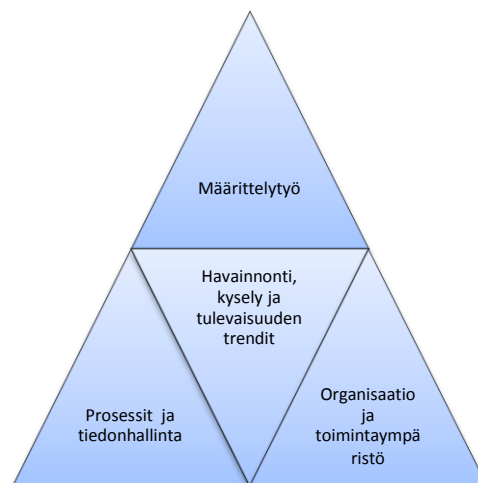 Määrittelytyö
Havainnonti,
kysely ja
tulevaisuuden
trendit
Prosessit ja
tiedonhallinta
Organisaatio
ja
toimintaympä
ristö